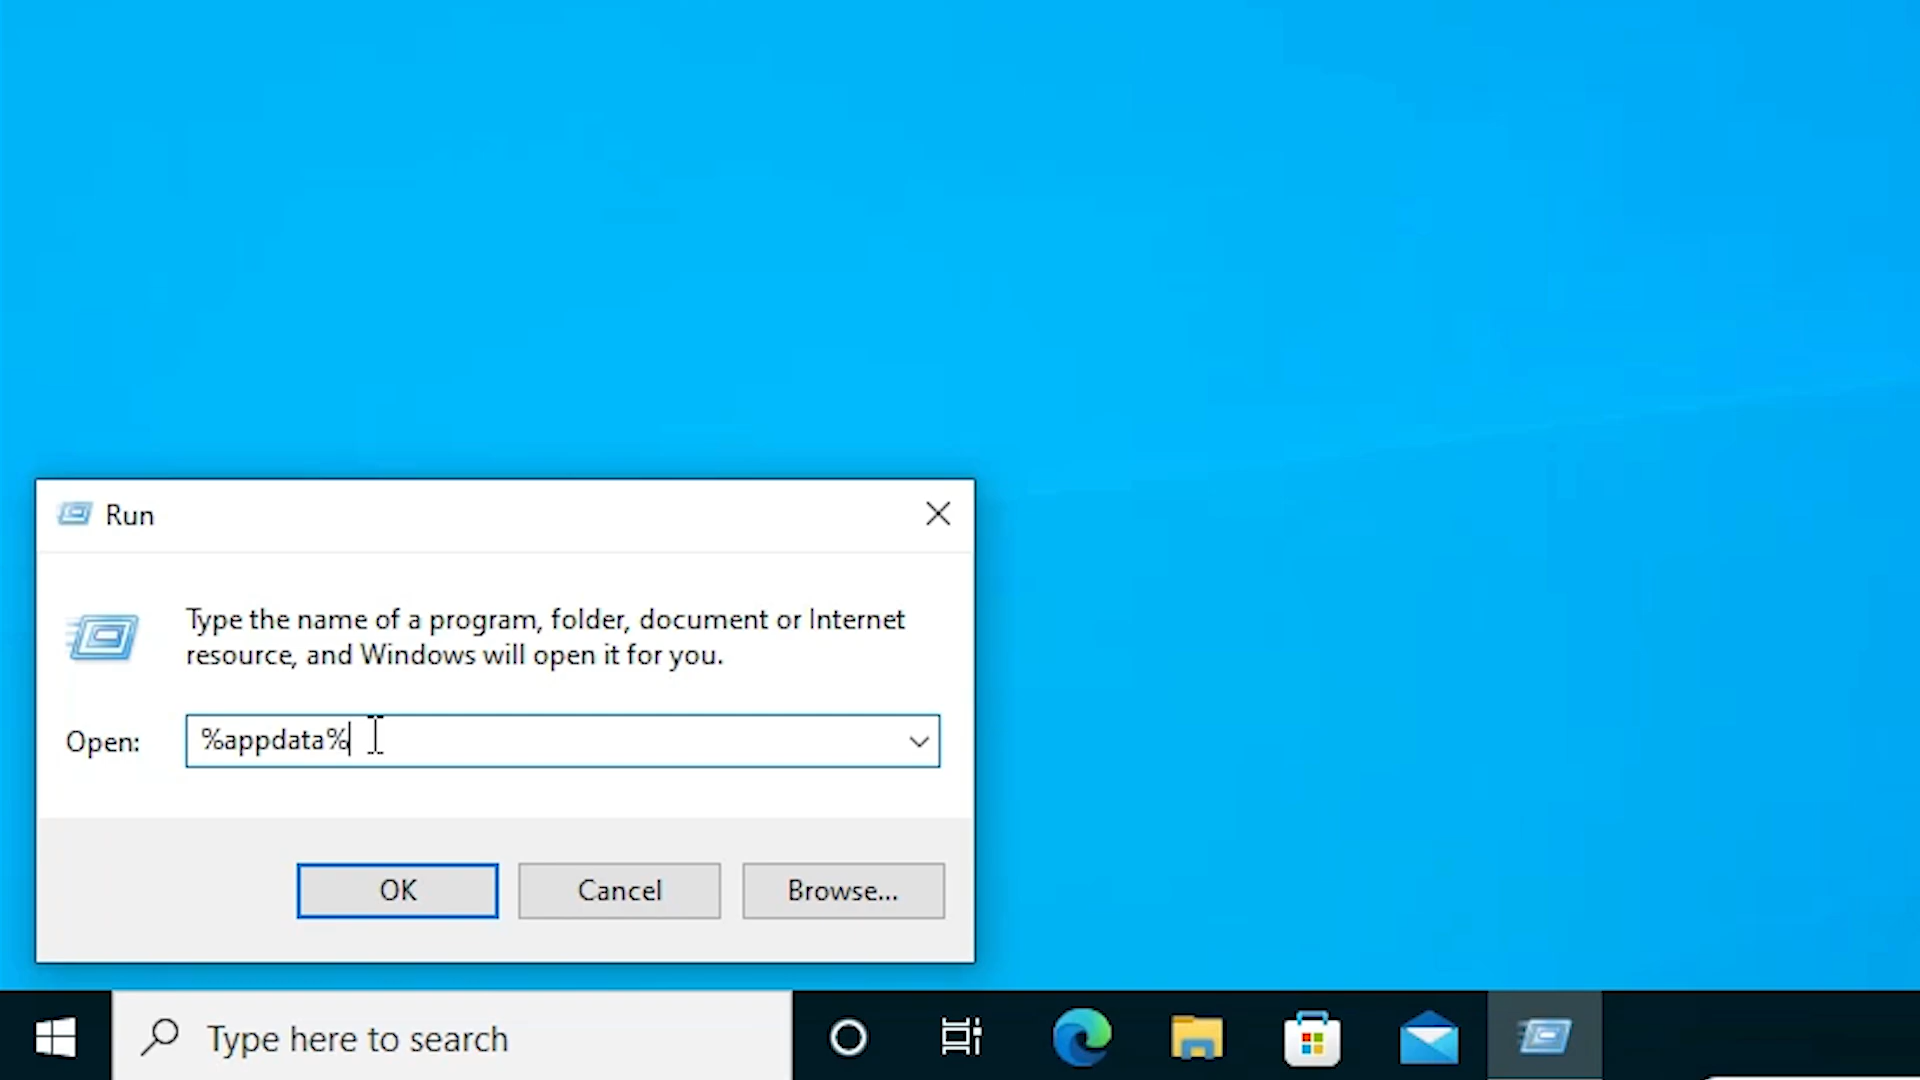 Run
Type the name of a program, folder, document or Internet
resource, and Windows will open it for you.
Open: %appdata%
OK Cancel Browse...
Type here to search